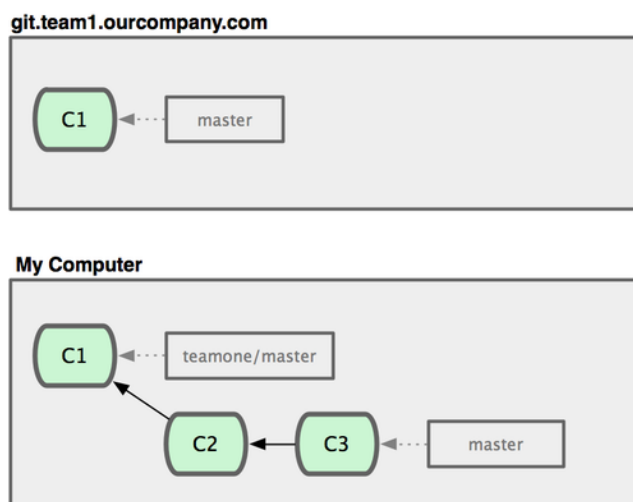 git.team1.ourcompany.com
C1
master
My Computer
C1
teamone/master
C2
C3
master